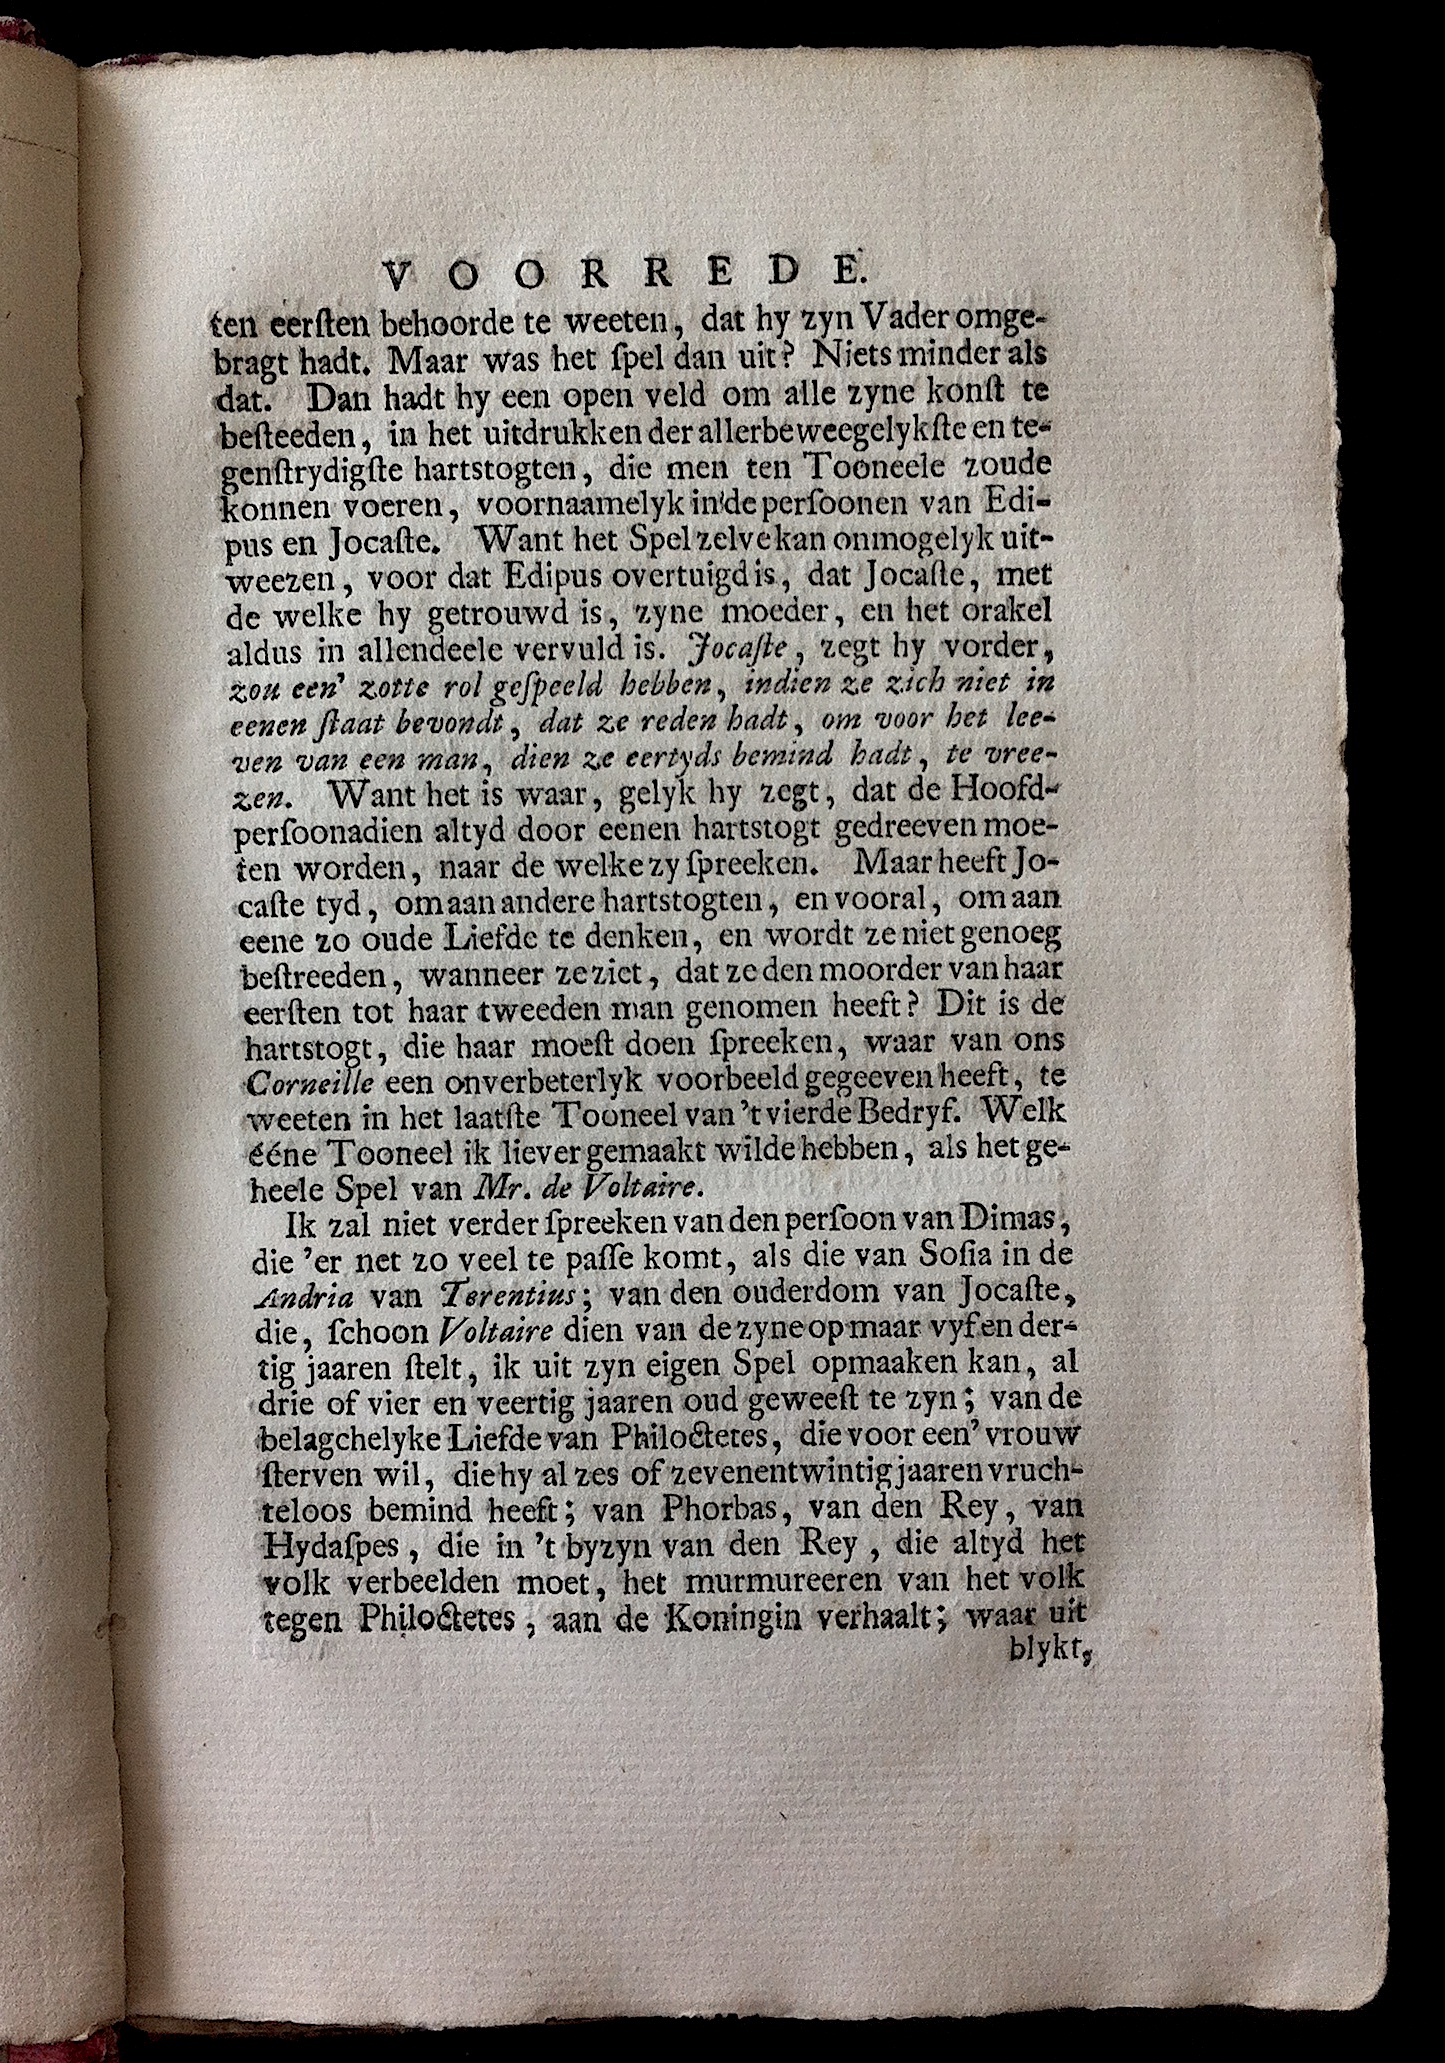 VOORREDE.
ten eerſten behoorde te weeten, dat hy zyn Vader omge-
bragt hadt. Maar was het ſpel dan uit? Niets minder als
dat. Dan hadt hy een open veld om alle zyne konſt te
beſteeden, in het uitdrukken der allerbeweegelykſte en te-
genſtrydigſte hartstogten, die men ten Tooneele zoude
konnen voeren, voornaamelyk in de perſoonen van Edi-
pus en Jocaſte. Want het Spel zelve kan onmogelyk uit-
weezen, voor dat Edipus overtuigd is, dat Jocaſte, met
de welke hy getrouwd is, zyne moeder, en het orakel
aldus in allendeele vervuld is. Jocaſte, zegt hy vorder,
zou een' zotte rol geſpeeld hebben, indien ze zich niet in
eenen ſtaat bevondt, dat ze reden hadt, om voor het lee-
ven van een man, dien ze eertyds bemind hadt, te vree-
zen. Want het is waar, gelyk hy zegt, dat de Hoofd-
perſoonadien altyd door eenen hartstogt gedreeven moe-
ten worden, naar de welke zy ſpreeken. Maar heeft Jo-
caſte tyd, om aan andere hartstogten, en vooral, om aan
eene zo oude Liefde te denken, en wordt ze niet genoeg
beſtreeden, wanneer ze ziet, dat ze den moorder van haar
eerſten tot haar tweeden man genomen heeft? Dit is de
hartstogt, die haar moeſt doen ſpreeken, waar van ons
Corneille een onverbeterlyk voorbeeld gegeeven heeft, te
weeten in het laatſte Tooneel van 't vierde Bedryf. Welk
ééne Tooneel ik liever gemaakt wilde hebben, als het ge-
heele Spel van Mr. de Voltaire.
Ik zal niet verder ſpreeken van den perſoon van Dimas,
die 'er net zo veel te paſſe komt, als die van Soſia in de
Andria van Terentius; van den ouderdom van Jocaſte,
die, ſchoon Voltaire dien van de zyne op maar vyf en der-
tig jaaren ſtelt, ik uit zyn eigen Spel opmaaken kan, al
drie of vier en veertig jaaren oud geweeſt te zyn; van de
belagchelyke Liefde van Philoctetes, die voor een' vrouw
ſterven wil, die hy al zes of zevenentwintig jaaren vruch-
teloos bemind heeft; van Phorbas, van den Rey, van
Hydaſpes, die in 't byzyn van den Rey, die altyd het
volk verbeelden moet, het murmureeren van het volk
tegen Philoctetes, aan de Koningin verhaalt; waar uit
blykt,